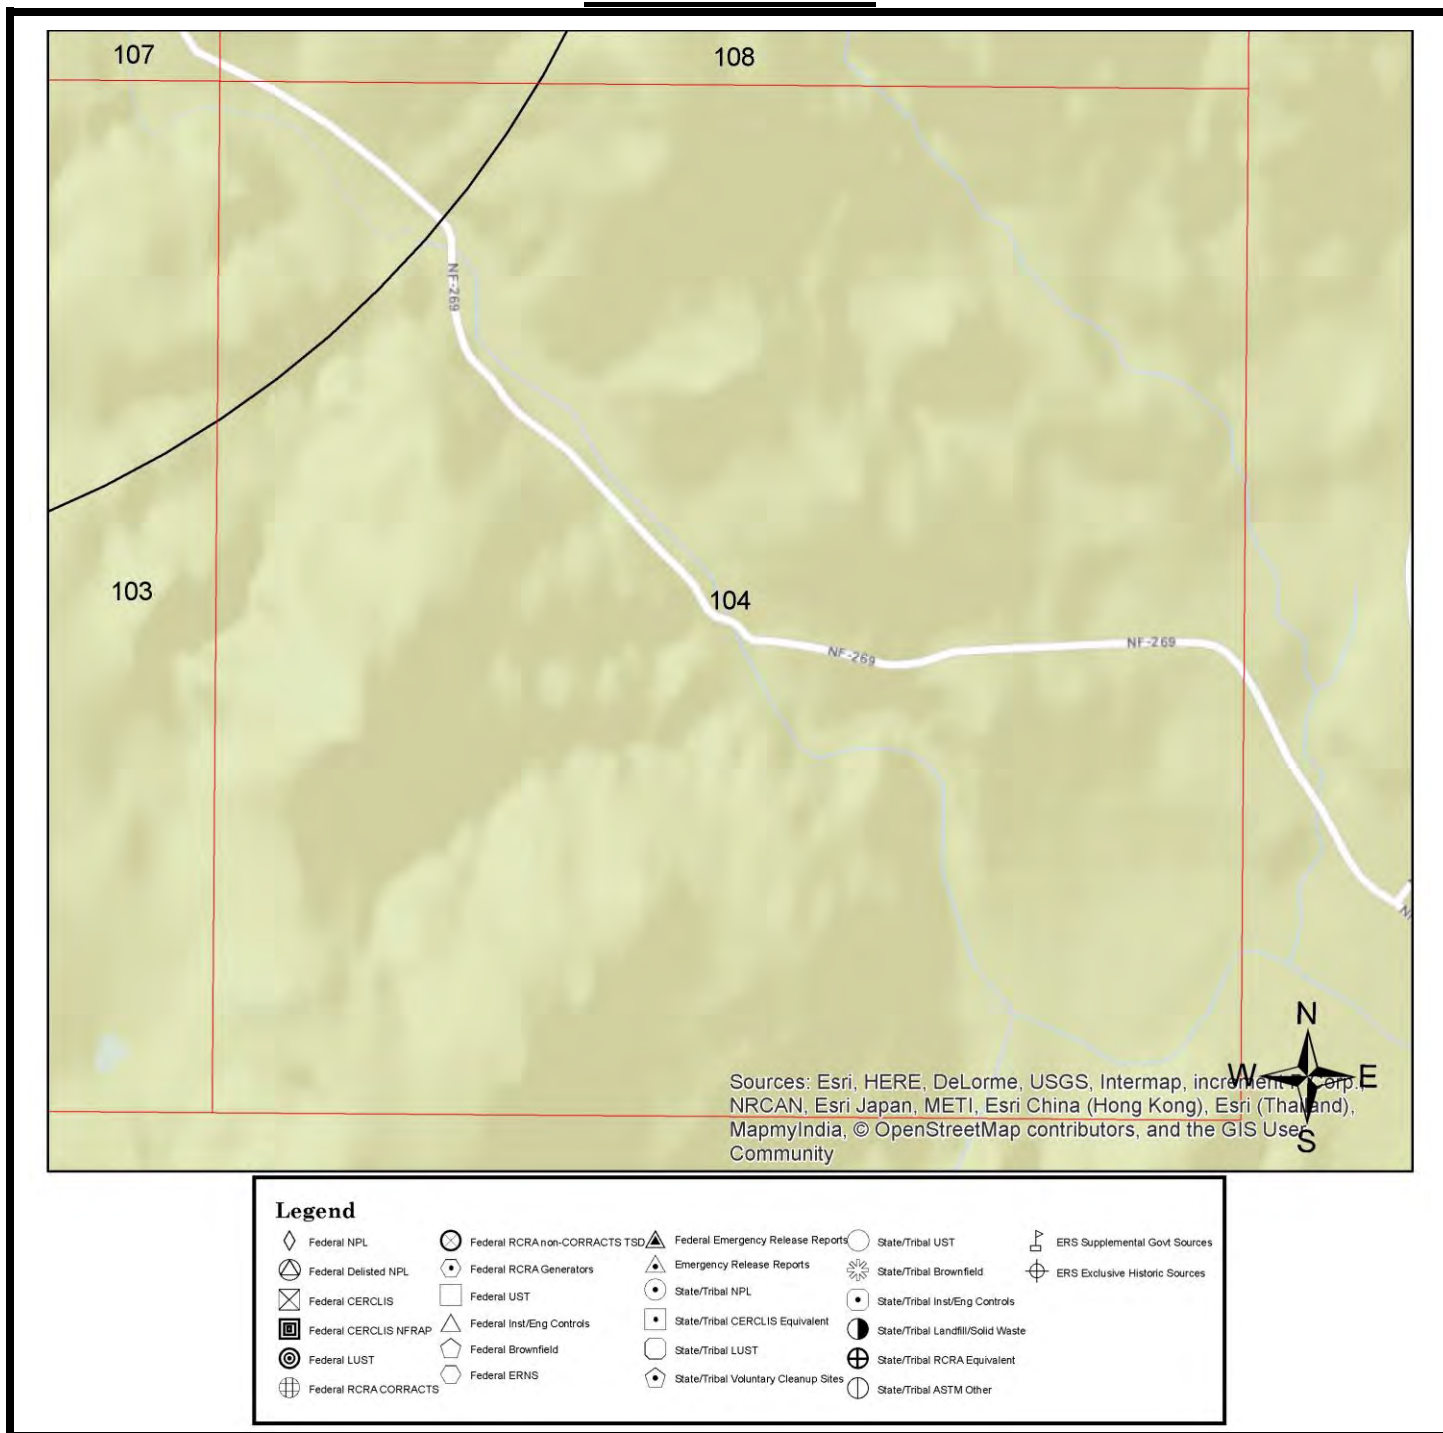 107
108
NF-269
103
104
NF-269
NF-269
N
W
E
S
Sources: Esri, HERE, DeLorme, USGS, Intermap, increment P Corp.,
NRCAN, Esri Japan, METI, Esri China (Hong Kong), Esri (Thailand),
MapmyIndia, © OpenStreetMap contributors, and the GIS User
Community
Legend
Federal NPL
Federal Delisted NPL
Federal CERCLIS
Federal CERCLIS NFRAP
Federal LUST
Federal RCRA CORRACTS
Federal RCRA non-CORRACTS TSD
Federal RCRA Generators
Federal UST
Federal Inst/Eng Controls
Federal Brownfield
Federal ERNS
Federal Emergency Release Reports
Emergency Release Reports
State/Tribal NPL
State/Tribal CERCLIS Equivalent
State/Tribal LUST
State/Tribal Voluntary Cleanup Sites
State/Tribal UST
State/Tribal Brownfield
State/Tribal Inst/Eng Controls
State/Tribal Landfill/Solid Waste
State/Tribal RCRA Equivalent
State/Tribal ASTM Other
ERS Supplemental Govt Sources
ERS Exclusive Historic Sources